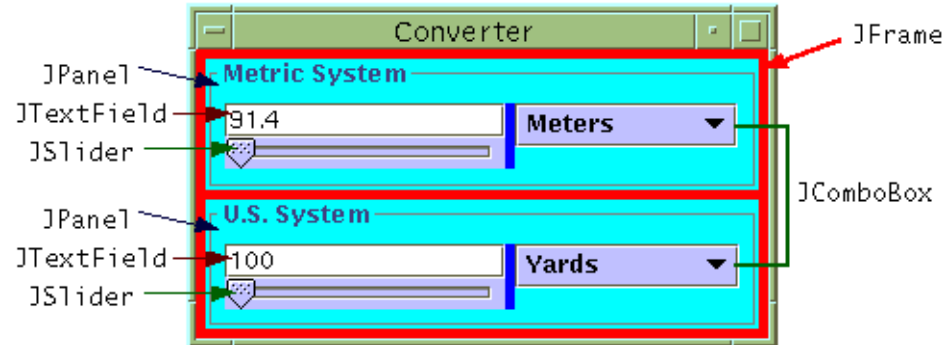 Converter
JFrame
JPanel
Metric System
JTextField
91.4
Meters
JSlider
JComboBox
JPanel
U.S. System
JTextField
100
Yards
JSlider